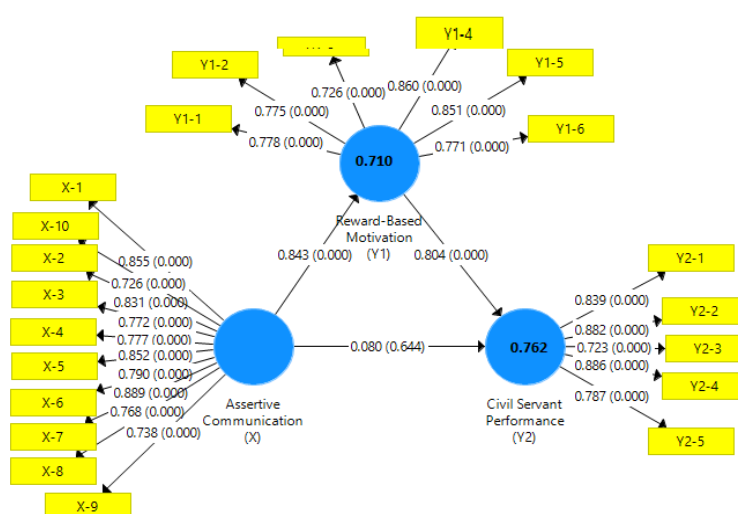 Y1-4
Y1-2
Y1-5
Y1-1
Y1-6
0.726 (0.000)
0.860 (0.000)
0.775 (0.000)
0.851 (0.000)
0.778 (0.000)
0.771 (0.000)
0.710
Reward-Based
Motivation
(Y1)
X-1
X-10
X-2
X-3
X-4
X-5
X-6
X-7
X-8
X-9
0.855 (0.000)
0.726 (0.000)
0.831 (0.000)
0.772 (0.000)
0.777 (0.000)
0.852 (0.000)
0.790 (0.000)
0.889 (0.000)
0.768 (0.000)
0.738 (0.000)
0.843 (0.000)
0.804 (0.000)
0.080 (0.644)
Assertive
Communication
(X)
0.762
Civil Servant
Performance
(Y2)
0.839 (0.000)
0.882 (0.000)
0.723 (0.000)
0.886 (0.000)
0.787 (0.000)
Y2-1
Y2-2
Y2-3
Y2-4
Y2-5